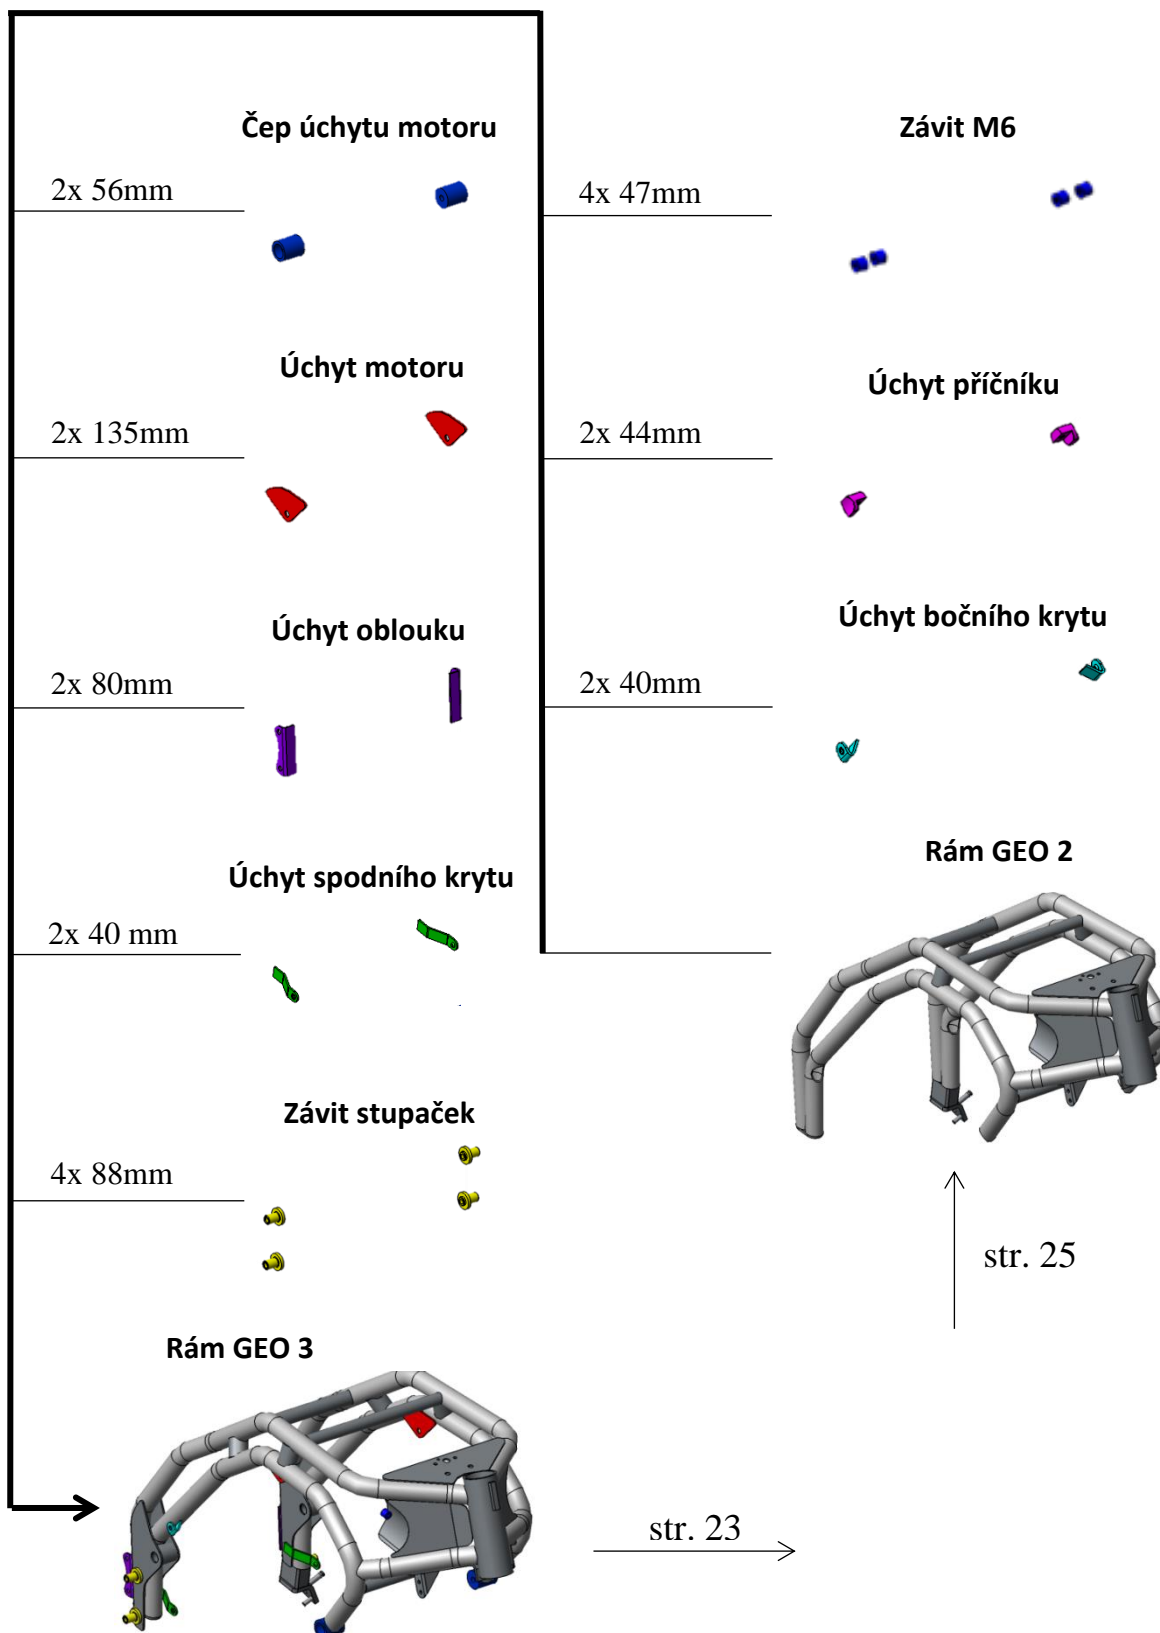 Čep úchytu motoru
2x 56mm
Úchyt motoru
2x 135mm
Úchyt oblouku
2x 80mm
Úchyt spodního krytu
2x 40 mm
Závit stupaček
4x 88mm
Rám GEO 3
str. 23
Závit M6
4x 47mm
Úchyt příčníku
2x 44mm
Úchyt bočního krytu
2x 40mm
Rám GEO 2
str. 25